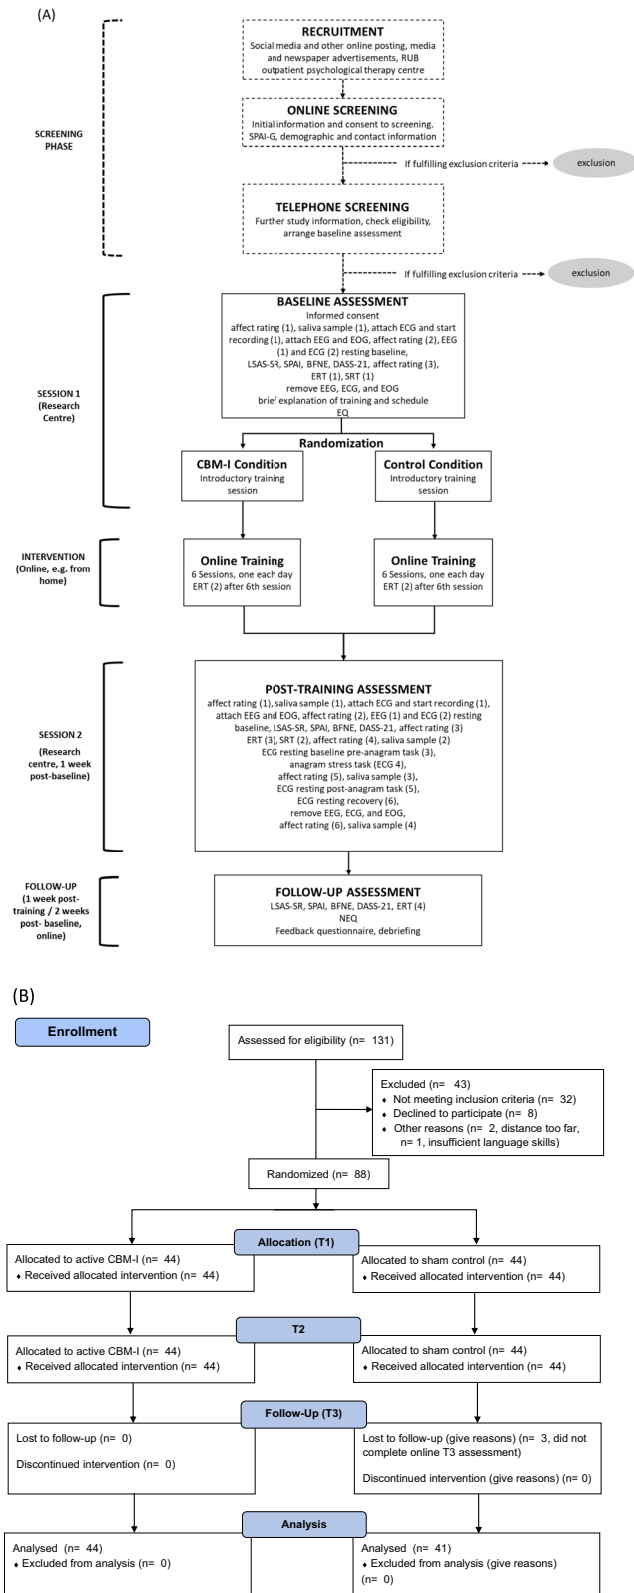 (A)
RECRUITMENT
Social media and other online posting, media
and newspaper advertisements, RUB
outpatient psychological therapy centre
ONLINE SCREENING
Initial information and consent to screening.
SPAI-G, demographic and contact information
SCREENING
PHASE
If fulfilling exclusion criteria
exclusion
TELEPHONE SCREENING
Further study information, check eligibility,
arrange baseline assessment
If fulfilling exclusion criteria
exclusion
BASELINE ASSESSMENT
Informed consent
affect rating (1), saliva sample (1), attach ECG and start
recording (1), attach EEG and EOG, affect rating (2), EEG
(1) and ECG (2) resting baseline,
LSAS-SR, SPAI, BFNE, DASS-21, affect rating (3),
ERT (1), SRT (1)
remove EEG, ECG, and EOG
brief explanation of training and schedule
EQ
SESSION 1
(Research
Centre)
Randomization
CBM-I Condition
Introductory training
session
Control Condition
Introductory training
session
INTERVENTION
(Online, e.g. from
home)
Online Training
6 Sessions, one each day
ERT (2) after 6th session
Online Training
6 Sessions, one each day
ERT (2) after 6th session
POST-TRAINING ASSESSMENT
affect rating (1), saliva sample (1), attach ECG and start recording (1),
attach EEG and EOG, affect rating (2), EEG (1) and ECG (2) resting
baseline, LSAS-SR, SPAI, BFNE, DASS-21, affect rating (3)
ERT (3), SRT (2), affect rating (4), saliva sample (2)
ECG resting baseline pre-anagram task (3),
anagram stress task (ECG 4),
affect rating (5), saliva sample (3),
ECG resting post-anagram task (5),
ECG resting recovery (6),
remove EEG, ECG, and EOG,
affect rating (6), saliva sample (4)
SESSION 2
(Research
centre, 1 week
post-baseline)
FOLLOW-UP
(1 week post-
training / 2 weeks
post- baseline,
online)
FOLLOW-UP ASSESSMENT
LSAS-SR, SPAI, BFNE, DASS-21, ERT (4)
NEQ
Feedback questionnaire, debriefing
(B)
Enrollment
Assessed for eligibility (n= 131)
Excluded (n= 43)
♦ Not meeting inclusion criteria (n= 32)
♦ Declined to participate (n= 8)
♦ Other reasons (n= 2, distance too far,
n= 1, insufficient language skills)
Randomized (n= 88)
Allocation (T1)
Allocated to active CBM-I (n= 44)
♦ Received allocated intervention (n= 44)
Allocated to sham control (n= 44)
♦ Received allocated intervention (n= 44)
T2
Allocated to active CBM-I (n= 44)
♦ Received allocated intervention (n= 44)
Allocated to sham control (n= 44)
♦ Received allocated intervention (n= 44)
Follow-Up (T3)
Lost to follow-up (n= 0)
Discontinued intervention (n= 0)
Lost to follow-up (give reasons) (n= 3, did not
complete online T3 assessment)
Discontinued intervention (give reasons) (n= 0)
Analysis
Analysed (n= 44)
♦ Excluded from analysis (n= 0)
Analysed (n= 41)
♦ Excluded from analysis (give reasons)
(n= 0)